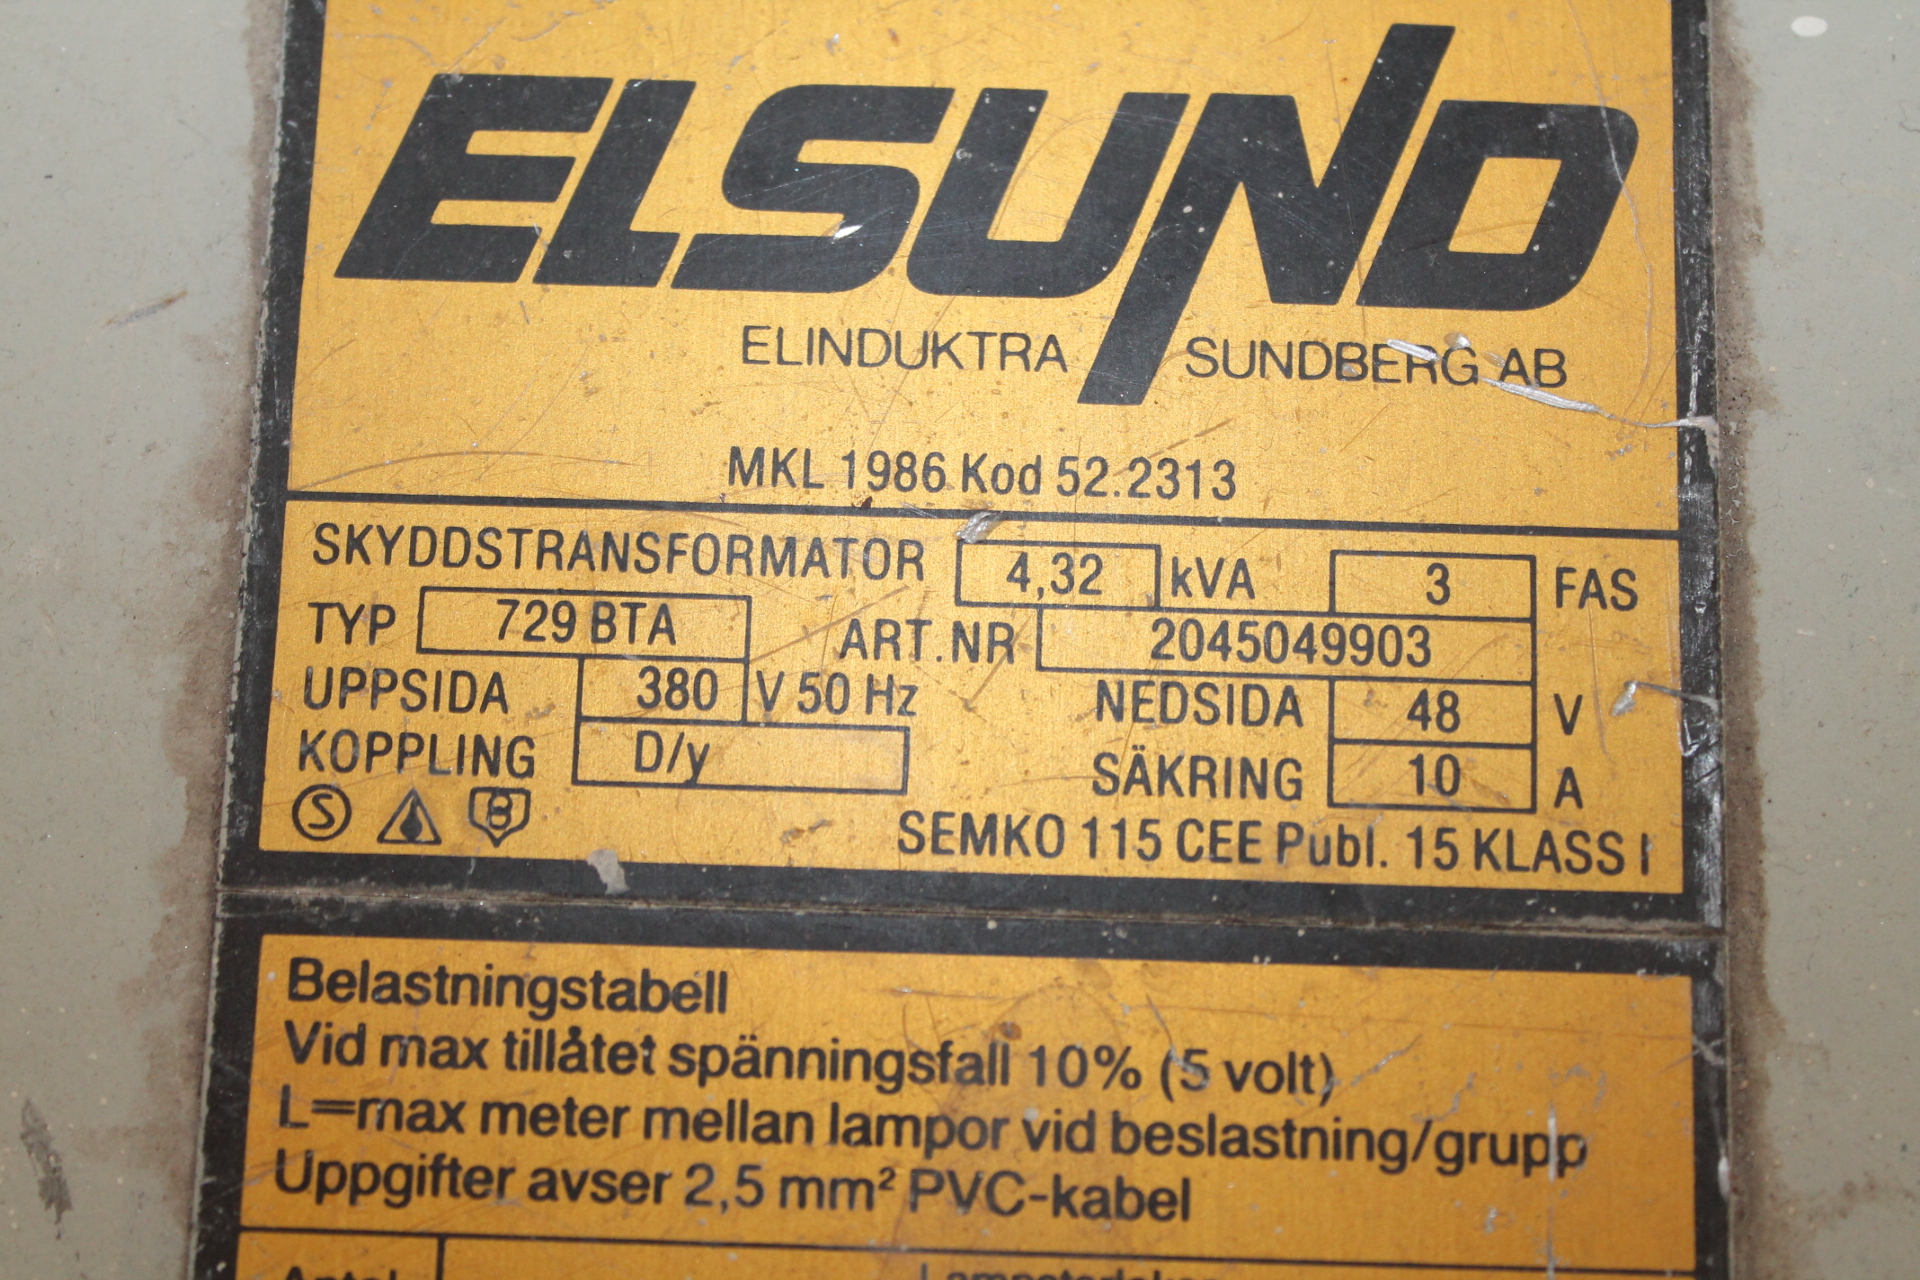 ELSUND
ELINDUKTRA SUNDBERG AB
MKL 1986 Kod 52.2313
SKYDDSTRANSFORMATOR 4,32 kVA 3 FAS
TYP 729 BTA ART.NR 2045049903
UPPSIDA 380 V 50 Hz NEDSIDA 48 V
KOPPLING D/y SÄKRING 10 A
S
SEMKO 115 CEE Publ. 15 KLASS I
Belastningstabell
Vid max tillåtet spänningsfall 10% (5 volt)
L=max meter mellan lampor vid beslastning/grupp
Uppgifter avser 2,5 mm² PVC-kabel
Antal